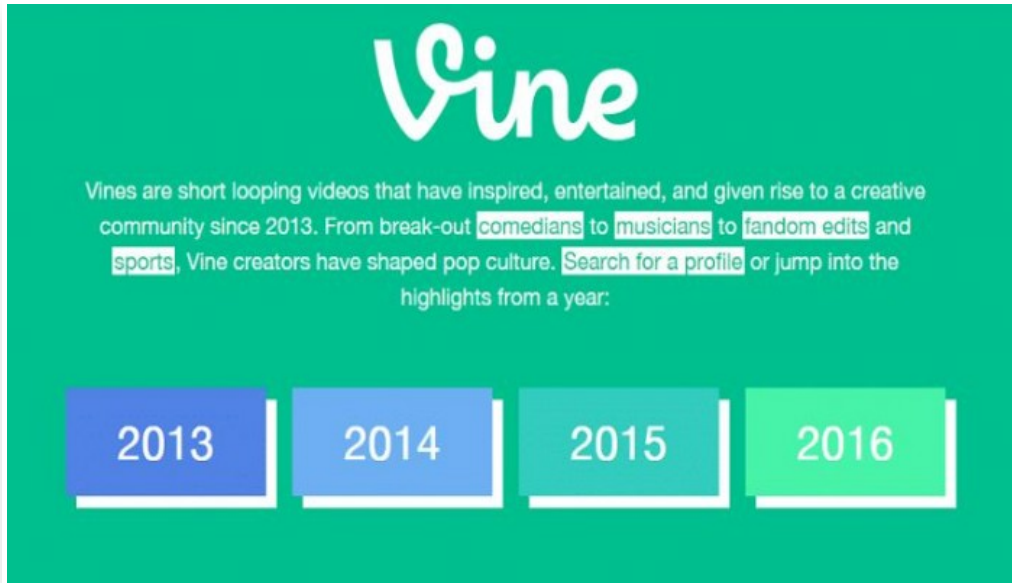 Vine
Vines are short looping videos that have inspired, entertained, and given rise to a creative
community since 2013. From break-out comedians to musicians to fandom edits and
sports, Vine creators have shaped pop culture. Search for a profile or jump into the
highlights from a year:
2013 2014 2015 2016